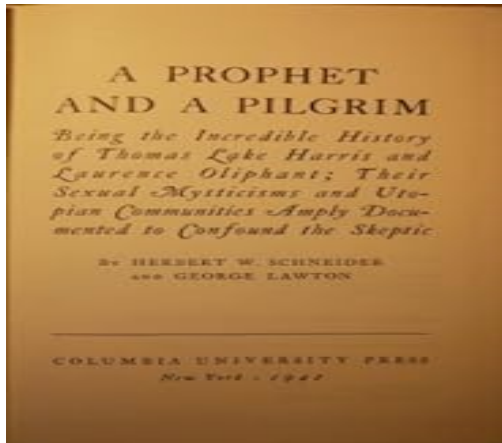 A PROPHET
AND A PILGRIM
Being the Incredible History
of Thomas Lake Harris and
Laurence Oliphant; Their
Sexual Mysticisms and Uto-
pian Communities Amply Docu-
mented to Confound the Skeptic
BY HERBERT W. SCHNEIDER
AND GEORGE LAWTON
COLUMBIA UNIVERSITY PRESS
New York · 1942